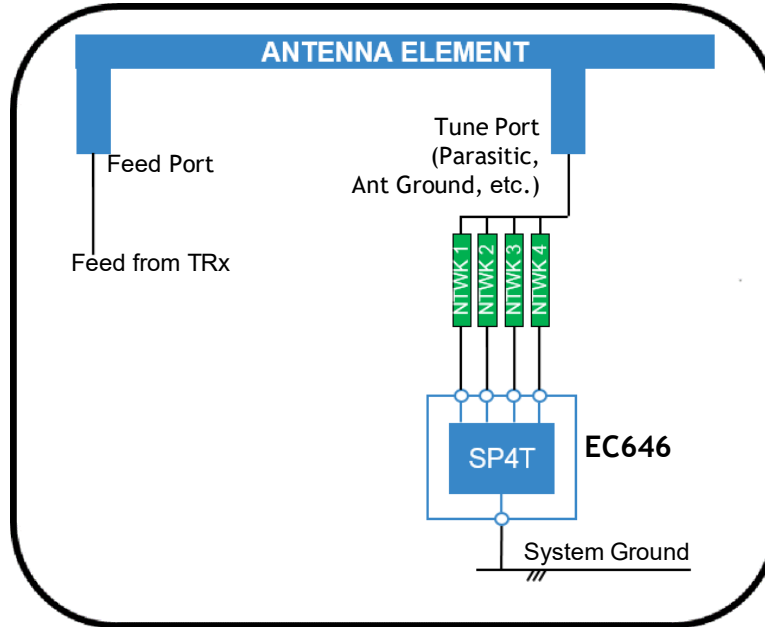 ANTENNA ELEMENT
Feed Port
Feed from TRx
Tune Port
(Parasitic,
Ant Ground, etc.)
NTWK 1
NTWK 2
NTWK 3
NTWK 4
SP4T
EC646
System Ground